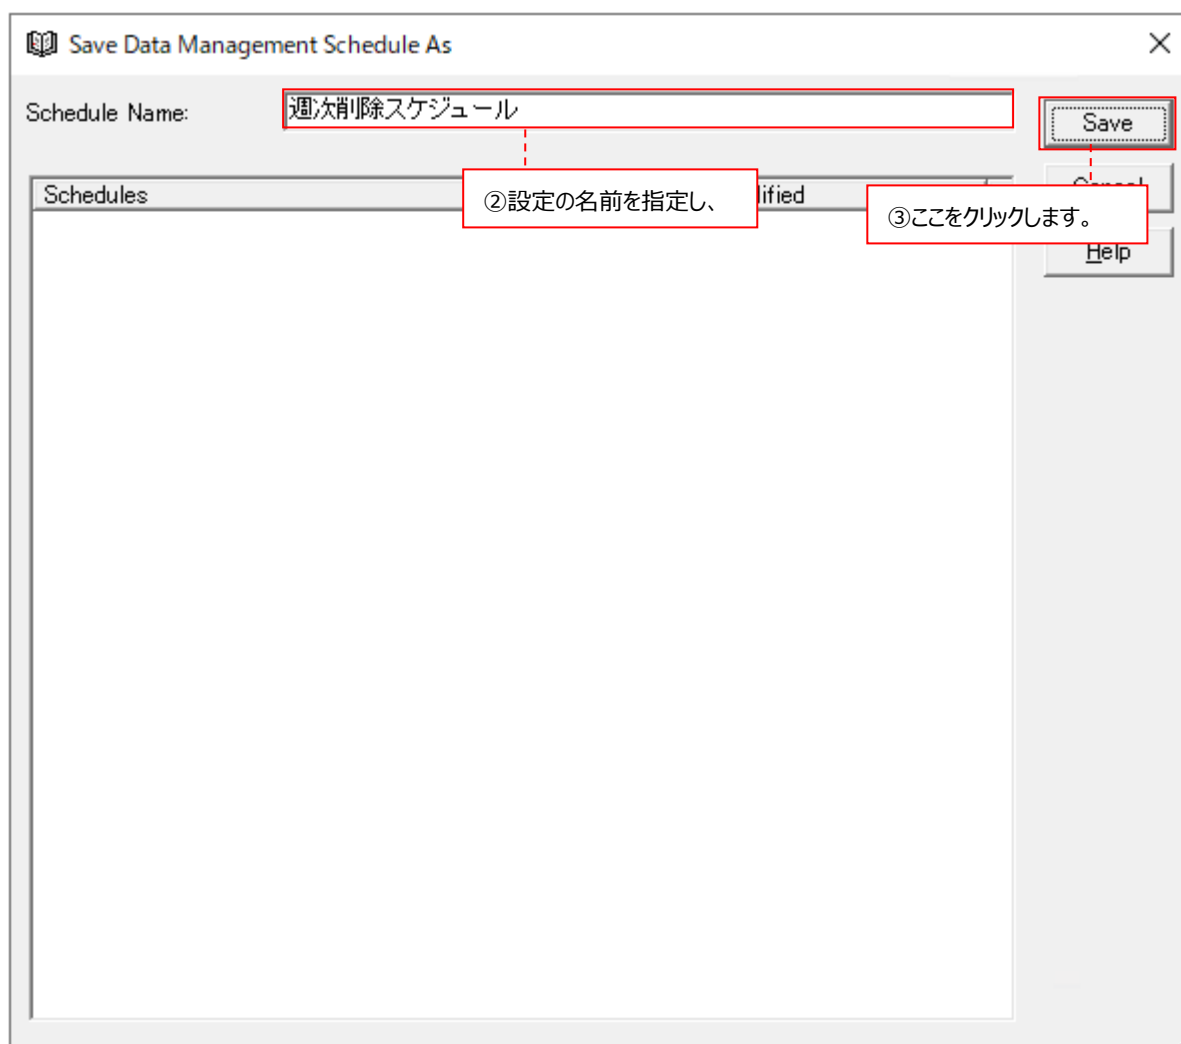 Save Data Management Schedule As
Schedule Name:
週次削除スケジュール
Save
Schedules
②設定の名前を指定し、
③ここをクリックします。
Help